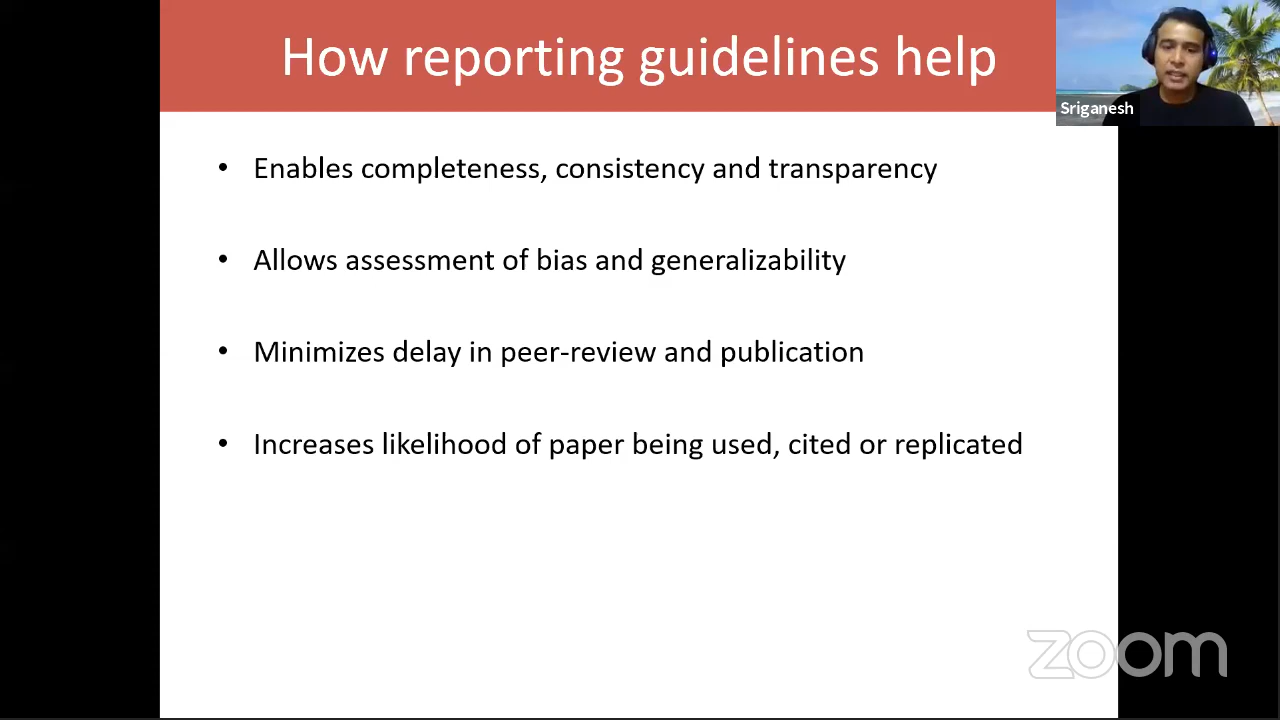 How reporting guidelines help
Sriganesh
• Enables completeness, consistency and transparency
• Allows assessment of bias and generalizability
• Minimizes delay in peer-review and publication
• Increases likelihood of paper being used, cited or replicated
zoom